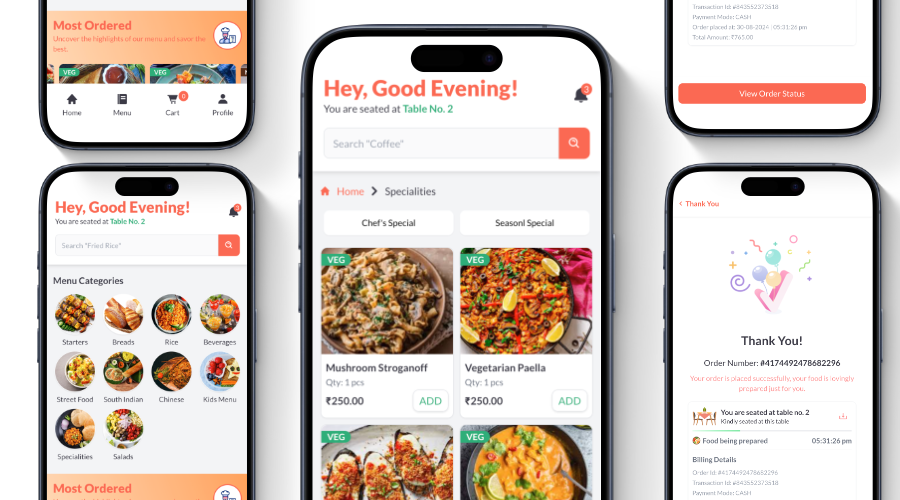 Most Ordered
Uncover the highlights of our menu and savor the
best.
VEG
VEG
Home
Menu
0
Cart
Profile
Hey, Good Evening!
You are seated at Table No. 2
Search "Fried Rice"
Menu Categories
Starters
Breads
Rice
Beverages
Street Food
South Indian
Chinese
Kids Menu
Specialities
Salads
Most Ordered
Hey, Good Evening!
3
You are seated at Table No. 2
Search "Coffee"
Home
Specialities
Chef's Special
Seasonl Special
VEG
VEG
Mushroom Stroganoff
Qty: 1 pcs
₹250.00
ADD
Vegetarian Paella
Qty: 1 pcs
₹250.00
ADD
VEG
VEG
Transaction Id: #843552373518
Payment Mode: CASH
Order placed at: 30-08-2024 | 05:31:26 pm
Total Amount: ₹765.00
View Order Status
Thank You
Thank You!
Order Number: #4174492478682296
Your order is placed successfully, your food is lovingly
prepared just for you.
You are seated at table no. 2
Kindly seated at this table
Food being prepared
05:31:26 pm
Billing Details
Order Id: #4174492478682296
Transaction Id: #843552373518
Payment Mode: CASH